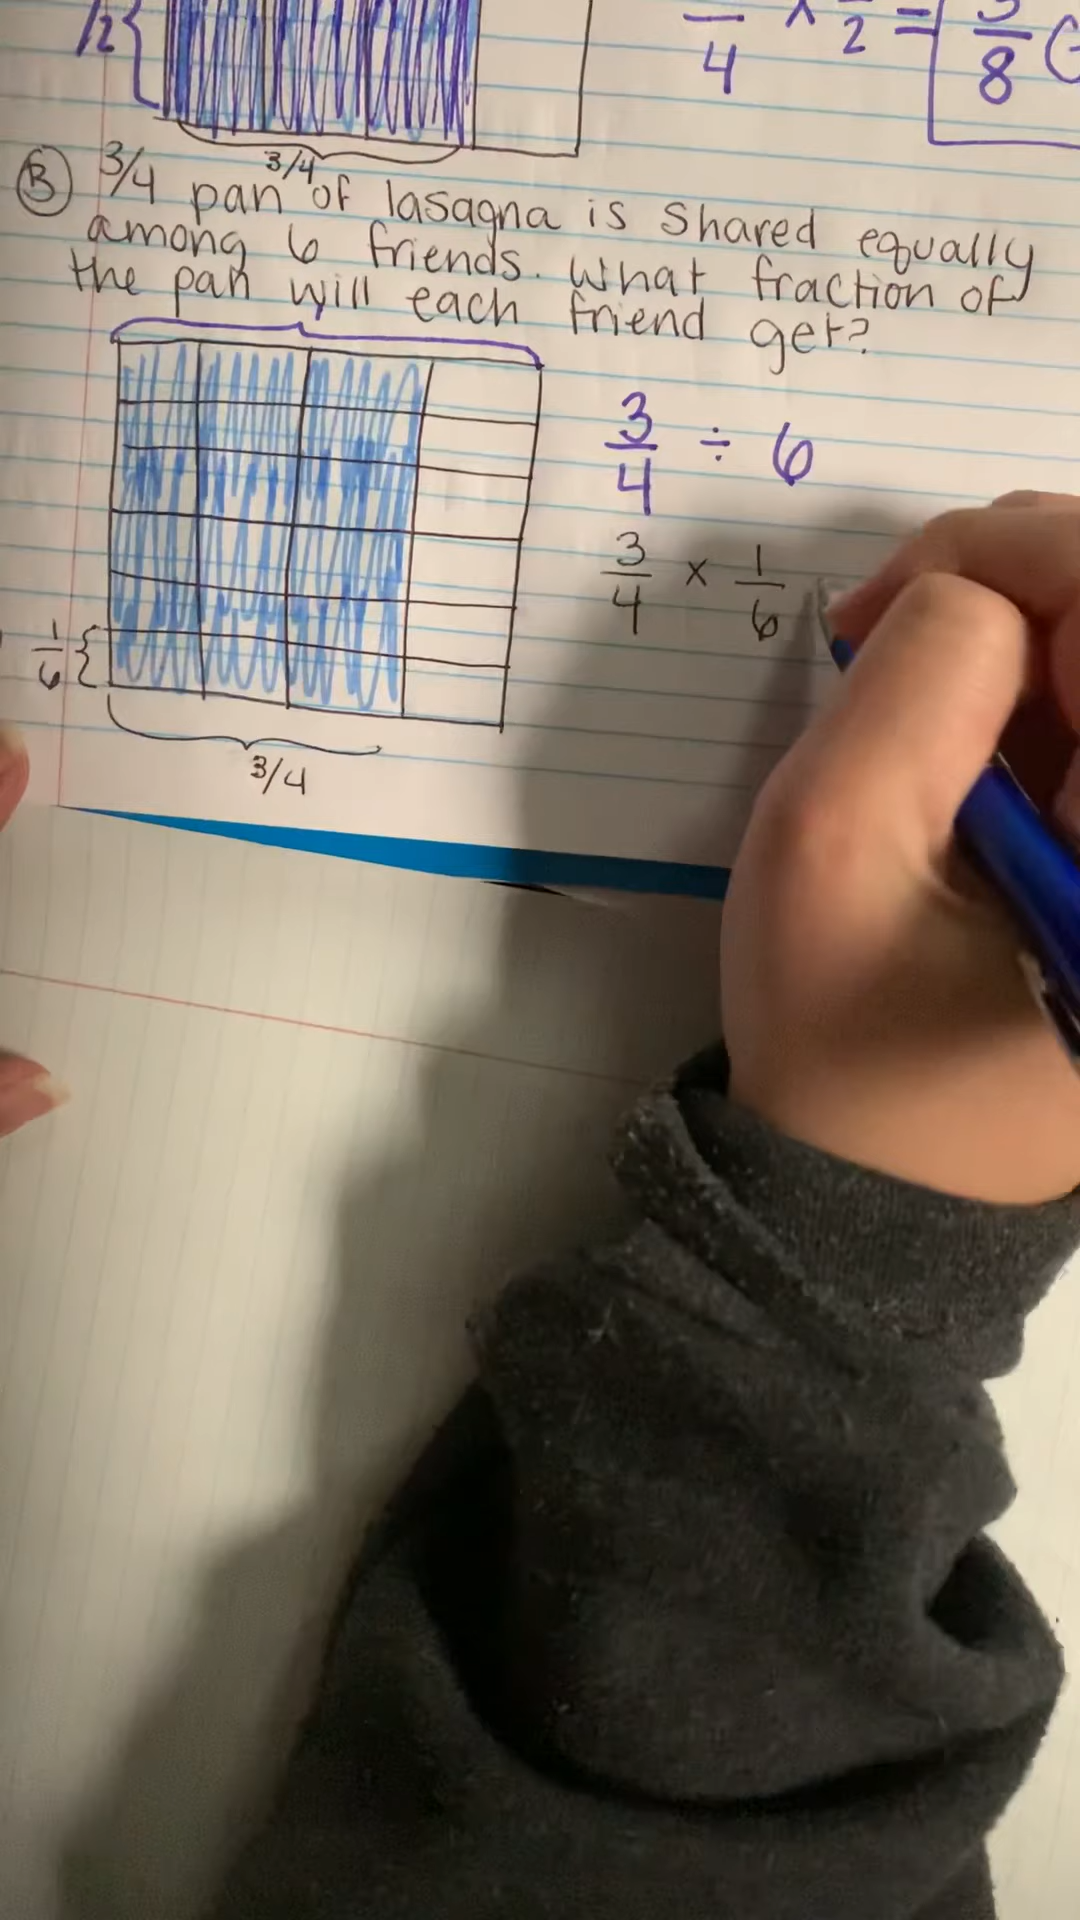 1/2
3/4
4 × 2 = 3/8
B 3/4 pan of lasagna is shared equally
among 6 friends. What fraction of
the pan will each friend get?
3/4 ÷ 6
3/4 × 1/6
1/6
3/4